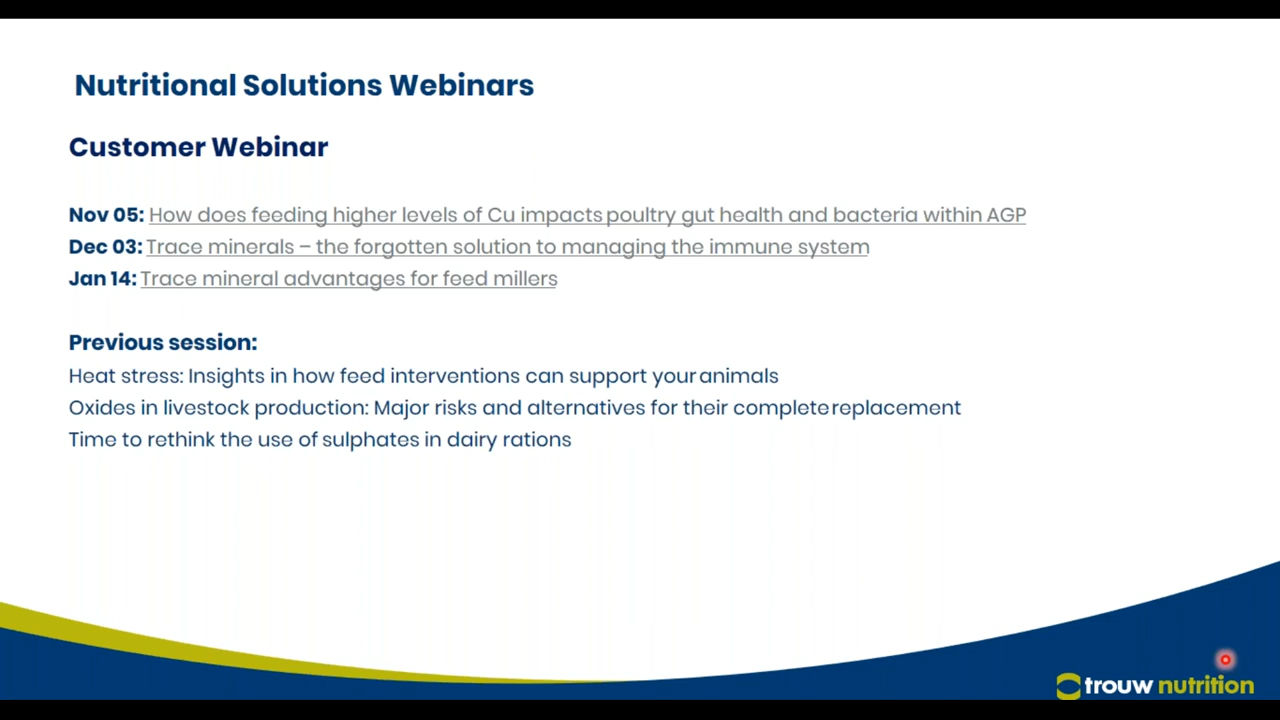 Nutritional Solutions Webinars
Customer Webinar
Nov 05: How does feeding higher levels of Cu impacts poultry gut health and bacteria within AGP
Dec 03: Trace minerals – the forgotten solution to managing the immune system
Jan 14: Trace mineral advantages for feed millers
Previous session:
Heat stress: Insights in how feed interventions can support your animals
Oxides in livestock production: Major risks and alternatives for their complete replacement
Time to rethink the use of sulphates in dairy rations
trouw nutrition